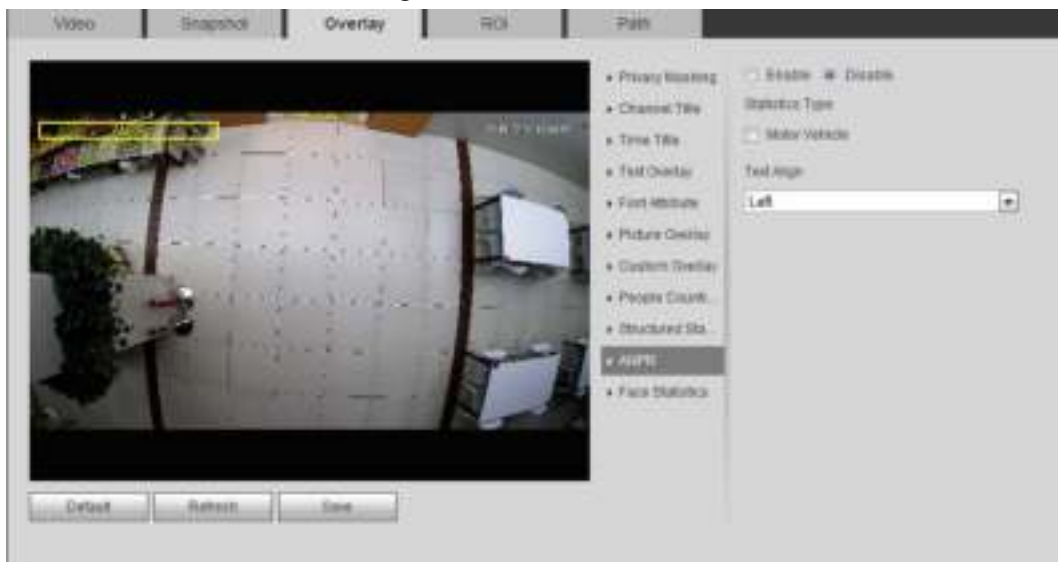 Video
Snapshot
Overlay
ROI
Path
Privacy Masking
Channel Title
Time Title
Text Overlay
Font Attribute
Picture Overlay
Custom Overlay
People Counti...
Structured Sta...
ANPR
Face Statistics
Enable
Disable
Statistics Type
Motor Vehicle
Text Align
Left
Default
Refresh
Save